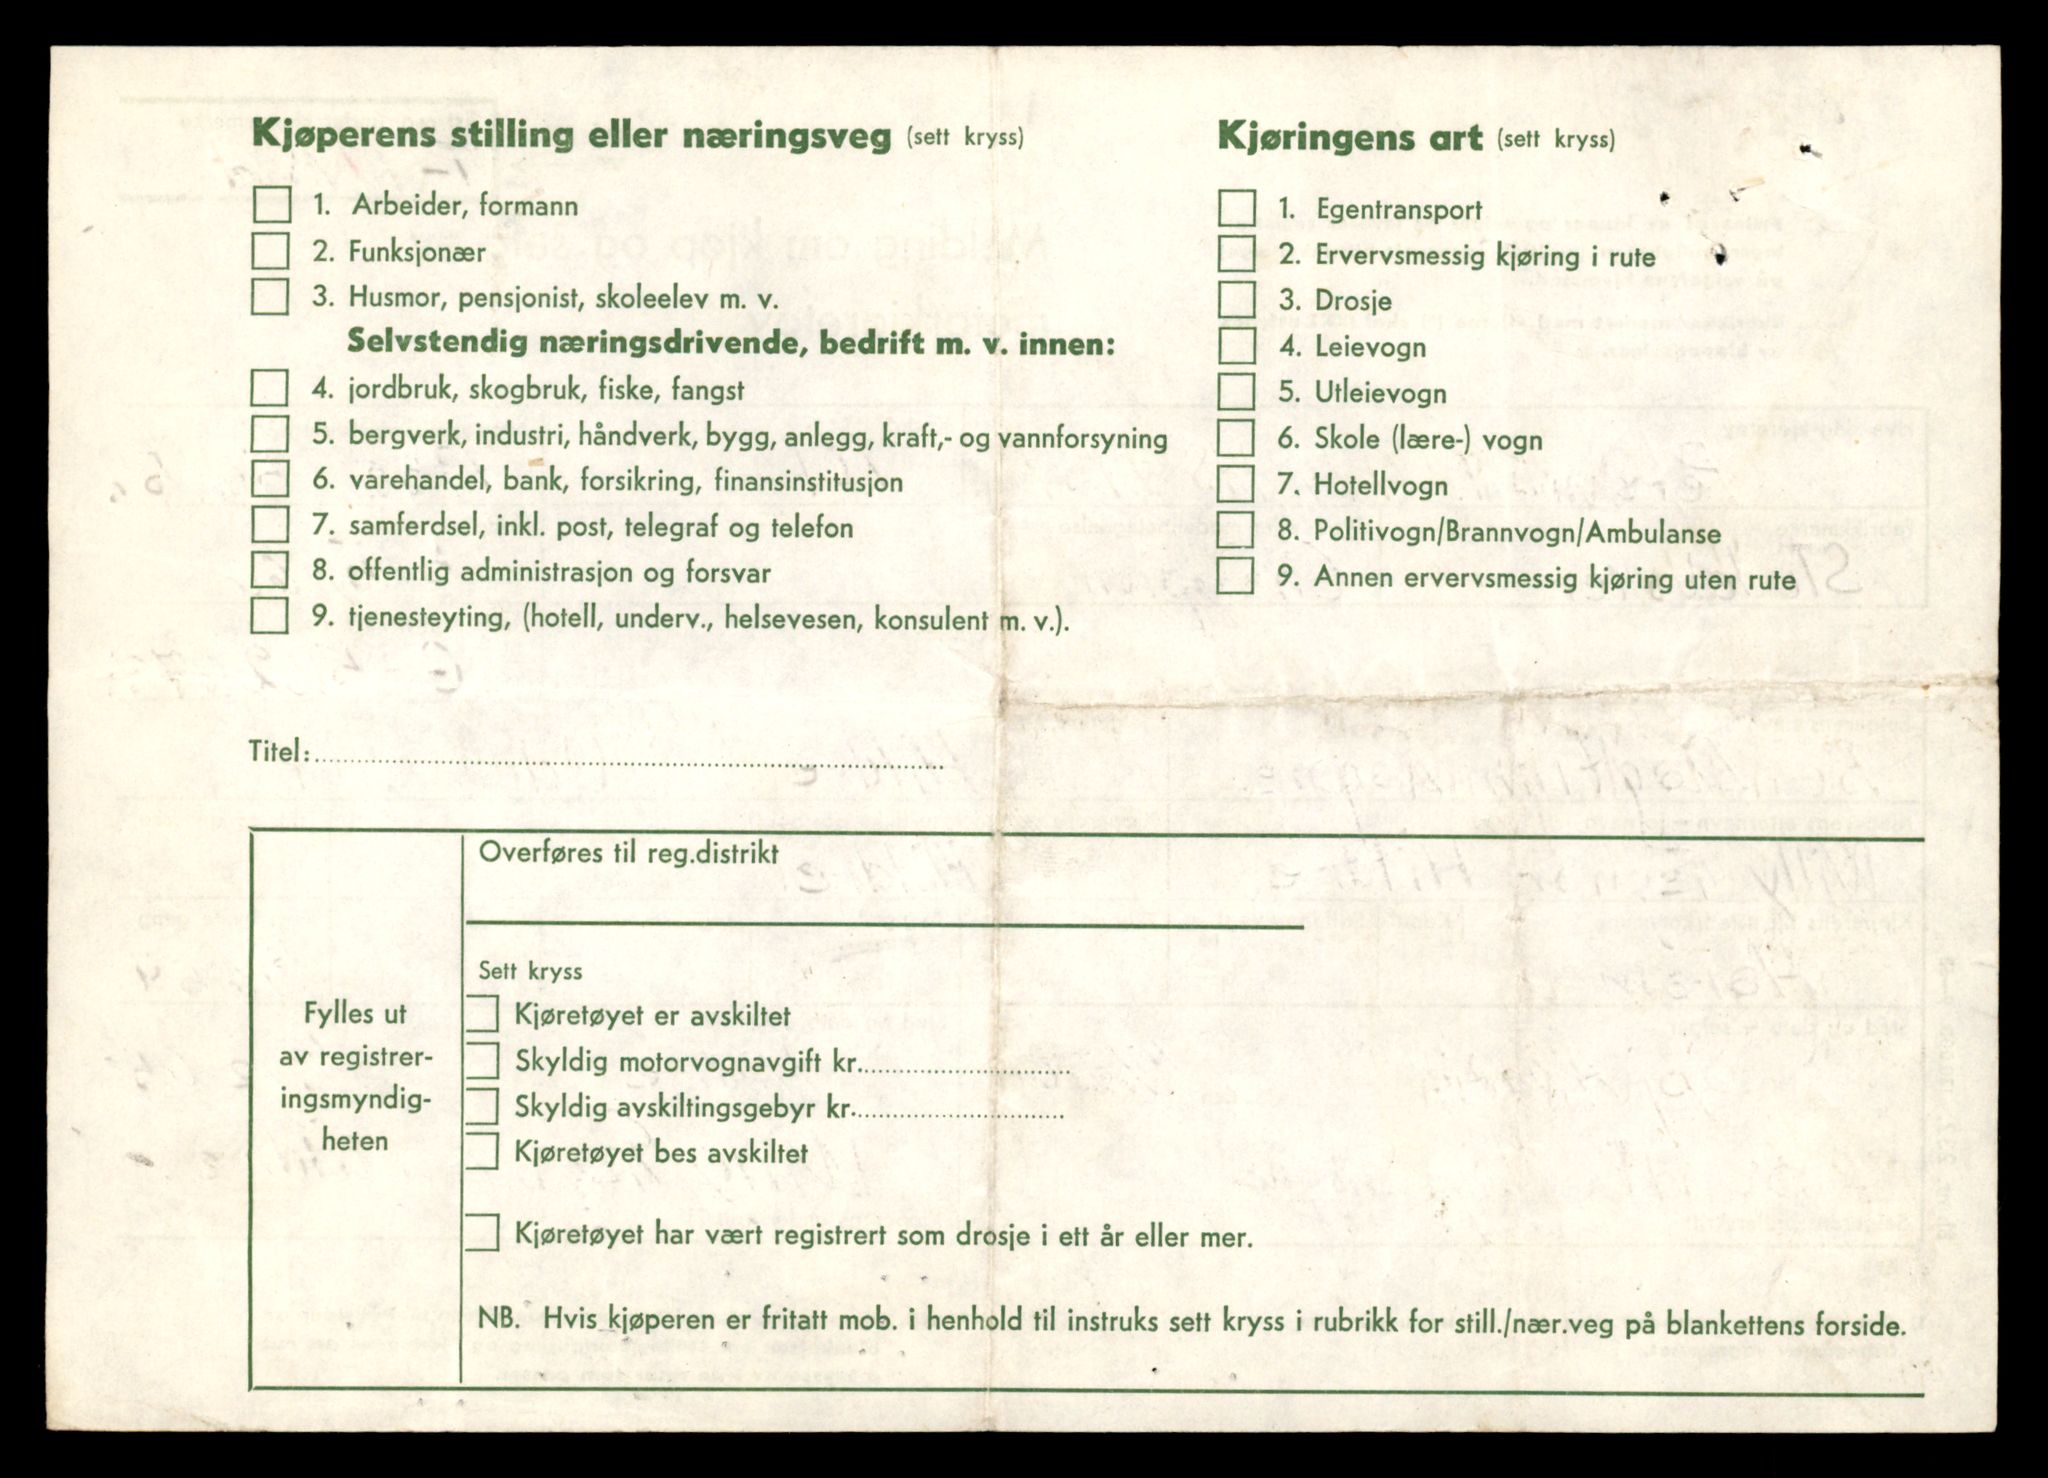 Kjøperens stilling eller næringsveg (sett kryss)
1. Arbeider, formann
2. Funksjonær
3. Husmor, pensjonist, skoleelev m. v.
Selvstendig næringsdrivende, bedrift m. v. innen:
4. jordbruk, skogbruk, fiske, fangst
5. bergverk, industri, håndverk, bygg, anlegg, kraft,- og vannforsyning
6. varehandel, bank, forsikring, finansinstitusjon
7. samferdsel, inkl. post, telegraf og telefon
8. offentlig administrasjon og forsvar
9. tjenesteyting, (hotell, underv., helsevesen, konsulent m. v.).
Kjøringens art (sett kryss)
1. Egentransport
2. Ervervsmessig kjøring i rute
3. Drosje
4. Leievogn
5. Utleievogn
6. Skole (lære-) vogn
7. Hotellvogn
8. Politivogn/Brannvogn/Ambulanse
9. Annen ervervsmessig kjøring uten rute
Titel:
Fylles ut
av registrer-
ingsmyndig-
heten
Overføres til reg.distrikt
Sett kryss
Kjøretøyet er avskiltet
Skyldig motorvognavgift kr.
Skyldig avskiltingsgebyr kr.
Kjøretøyet bes avskiltet
Kjøretøyet har vært registrert som drosje i ett år eller mer.
NB. Hvis kjøperen er fritatt mob. i henhold til instruks sett kryss i rubrikk for still./nær.veg på blankettens forside.